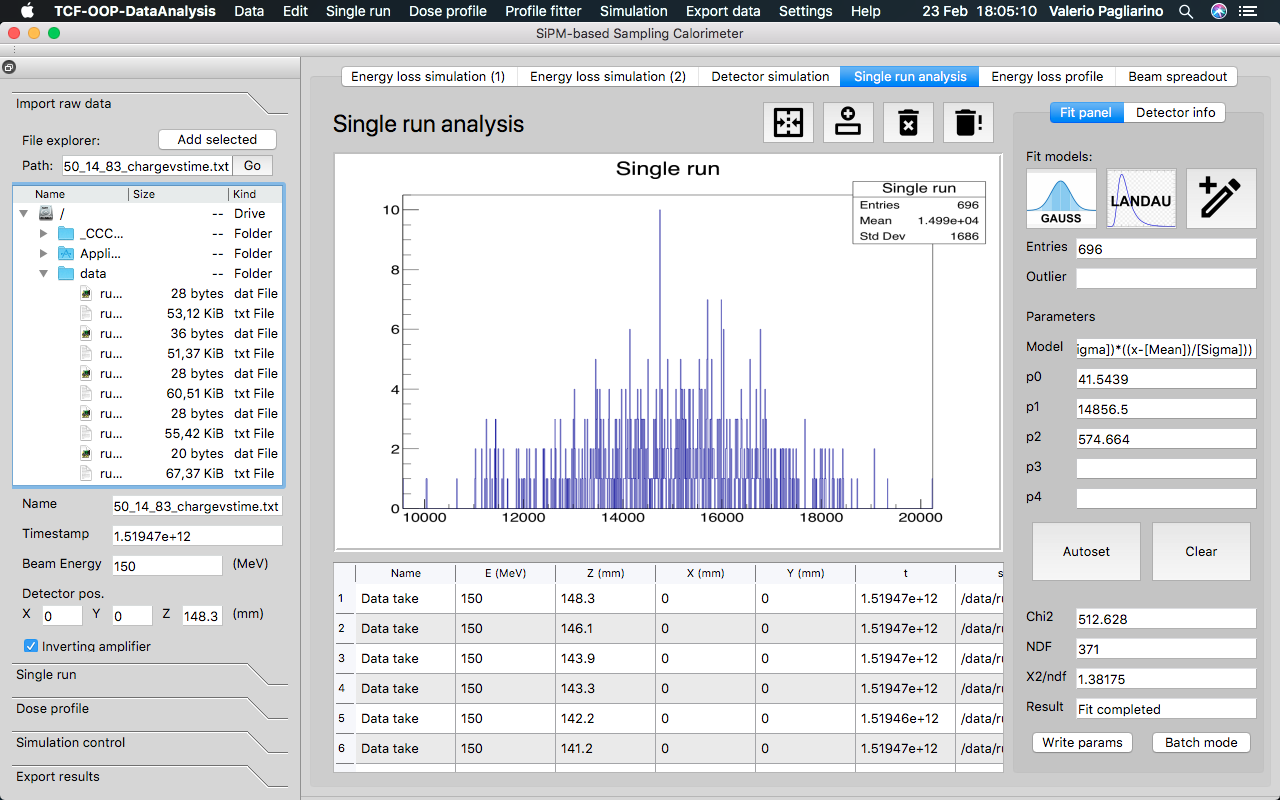 TCF-OOP-DataAnalysis Data Edit Single run Dose profile Profile fitter Simulation Export data Settings Help 23 Feb 18:05:10 Valerio Pagliarino
SiPM-based Sampling Calorimeter
Import raw data
File explorer: Add selected
Path: 50_14_83_chargevstime.txt Go
Name Size Kind
/ -- Drive
_CCC... -- Folder
Appli... -- Folder
data -- Folder
ru... 28 bytes dat File
ru... 53,12 KiB txt File
ru... 36 bytes dat File
ru... 51,37 KiB txt File
ru... 28 bytes dat File
ru... 60,51 KiB txt File
ru... 28 bytes dat File
ru... 55,42 KiB txt File
ru... 20 bytes dat File
ru... 67,37 KiB txt File
Name 50_14_83_chargevstime.txt
Timestamp 1.51947e+12
Beam Energy 150 (MeV)
Detector pos.
X 0 Y 0 Z 148.3 (mm)
Inverting amplifier
Single run
Dose profile
Simulation control
Export results
Energy loss simulation (1) Energy loss simulation (2) Detector simulation Single run analysis Energy loss profile Beam spreadout
Single run analysis
Single run
Single run
Entries 696
Mean 1.499e+04
Std Dev 1686
10
8
6
4
2
0
10000 12000 14000 16000 18000 20000
Name E (MeV) Z (mm) X (mm) Y (mm) t s
1 Data take 150 148.3 0 0 1.51947e+12 /data/ru
2 Data take 150 146.1 0 0 1.51947e+12 /data/ru
3 Data take 150 143.9 0 0 1.51947e+12 /data/ru
4 Data take 150 143.3 0 0 1.51947e+12 /data/ru
5 Data take 150 142.2 0 0 1.51946e+12 /data/ru
6 Data take 150 141.2 0 0 1.51947e+12 /data/ru
Fit panel Detector info
Fit models:
GAUSS LANDAU
Entries 696
Outlier
Parameters
Model igma])*((x-[Mean])/[Sigma]))
p0 41.5439
p1 14856.5
p2 574.664
p3
p4
Autoset Clear
Chi2 512.628
NDF 371
X2/ndf 1.38175
Result Fit completed
Write params Batch mode